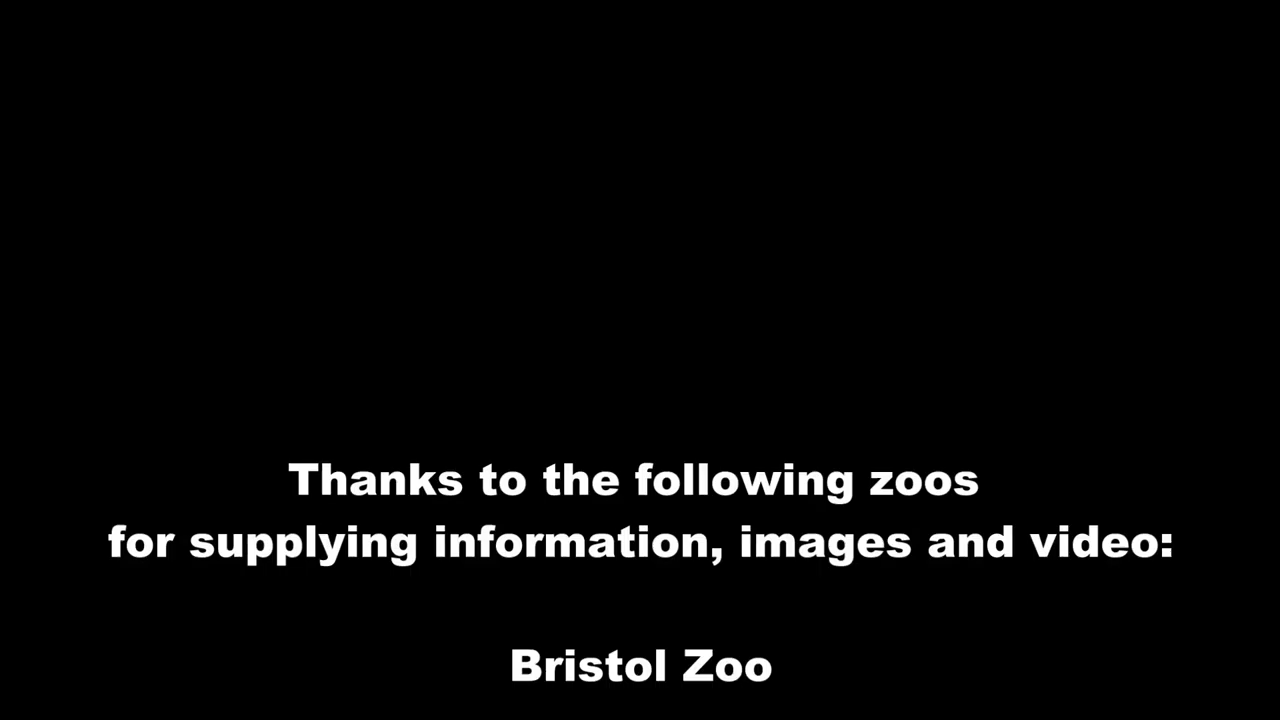 Thanks to the following zoos
for supplying information, images and video:
Bristol Zoo